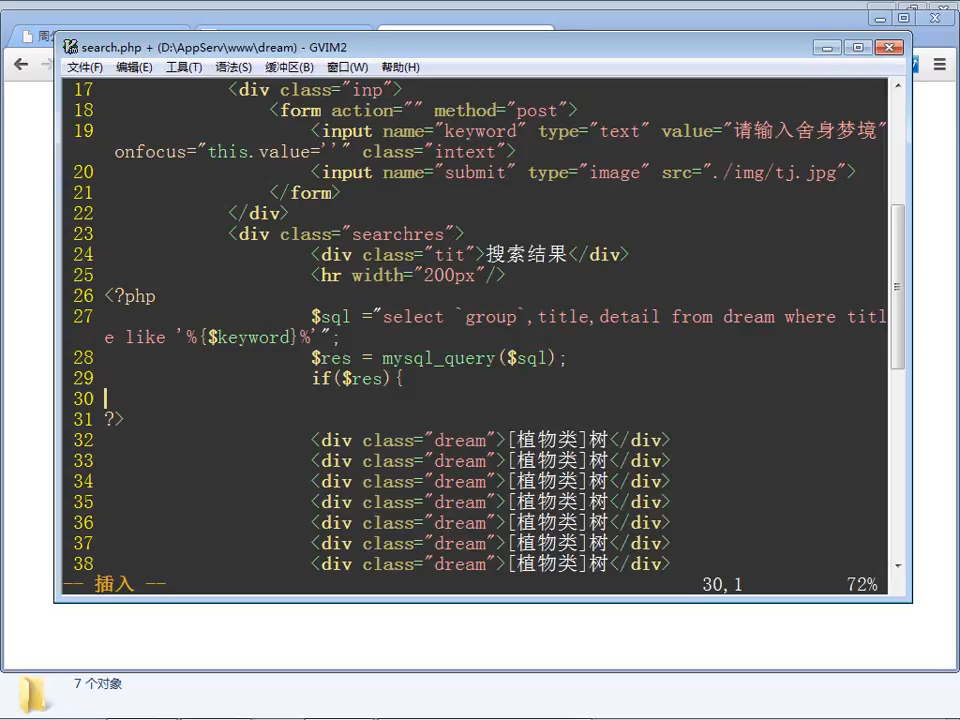 周公
search.php + (D:\AppServ\www\dream) - GVIM2
文件(F) 编辑(E) 工具(T) 语法(S) 缓冲区(B) 窗口(W) 帮助(H)
17 <div class="inp">
18 <form action="" method="post">
19 <input name="keyword" type="text" value="请输入舍身梦境"
onfocus="this.value=''" class="intext">
20 <input name="submit" type="image" src="./img/tj.jpg">
21 </form>
22 </div>
23 <div class="searchres">
24 <div class="tit">搜索结果</div>
25 <hr width="200px"/>
26 <?php
27 $sql ="select `group`,title,detail from dream where titl
e like '%{$keyword}%'";
28 $res = mysql_query($sql);
29 if($res){
30
31 ?>
32 <div class="dream">[植物类]树</div>
33 <div class="dream">[植物类]树</div>
34 <div class="dream">[植物类]树</div>
35 <div class="dream">[植物类]树</div>
36 <div class="dream">[植物类]树</div>
37 <div class="dream">[植物类]树</div>
38 <div class="dream">[植物类]树</div>
-- 插入 -- 30,1 72%
7 个对象